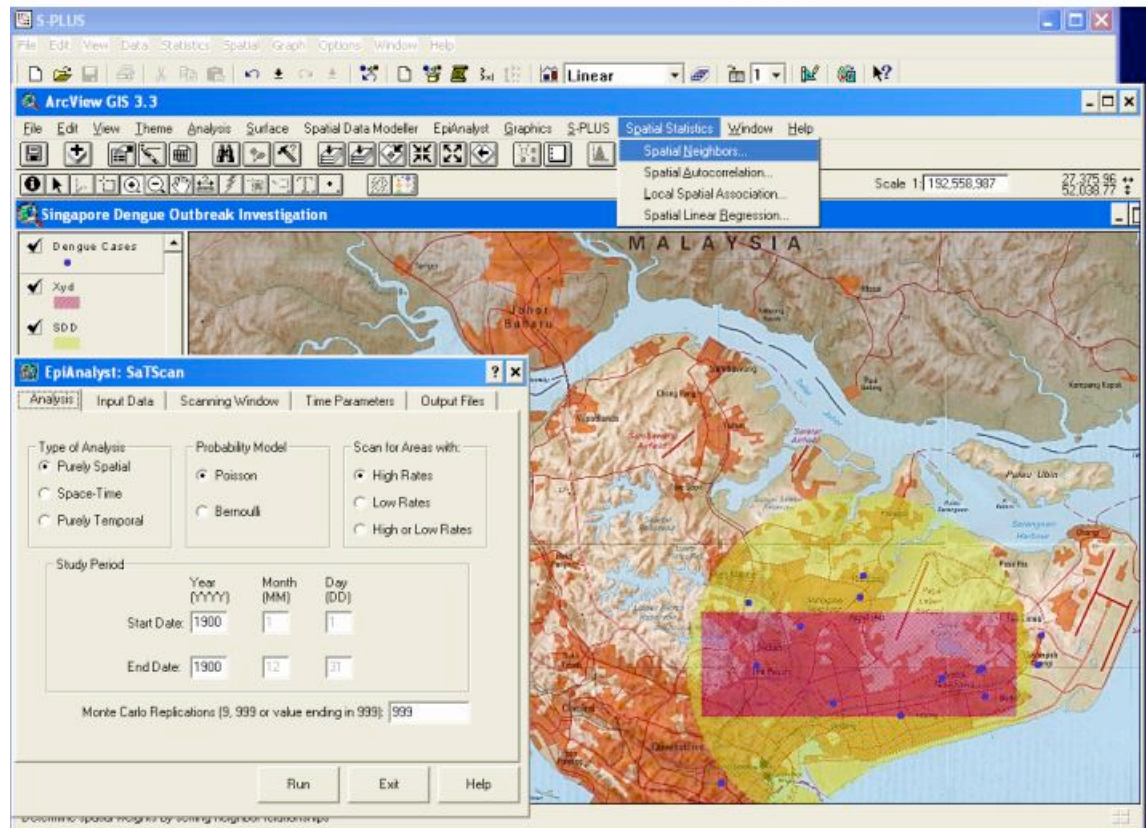 S-PLUS
File Edit View Data Statistics Spatial Graph Options Window Help
Linear
1
ArcView GIS 3.3
File Edit View Theme Analysis Surface Spatial Data Modeller EpiAnalyst Graphics S-PLUS Spatial Statistics Window Help
Spatial Neighbors...
Spatial Autocorrelation...
Local Spatial Association...
Spatial Linear Regression...
Scale 1: 192,558,987
27,375.96
52,038.77
Singapore Dengue Outbreak Investigation
Dengue Cases
Xyd
SDD
MALAYSIA
Johor
Baharu
Pulau Ubin
Serangoon
Harbour
Changi
EpiAnalyst: SaTScan
Analysis Input Data Scanning Window Time Parameters Output Files
Type of Analysis
Purely Spatial
Space-Time
Purely Temporal
Probability Model
Poisson
Bernoulli
Scan for Areas with:
High Rates
Low Rates
High or Low Rates
Study Period
Year (YYYY) Month (MM) Day (DD)
Start Date: 1900 1 1
End Date: 1900 12 31
Monte Carlo Replications (9, 999 or value ending in 999): 999
Run Exit Help
Determine spatial weights by setting neighbor relationships